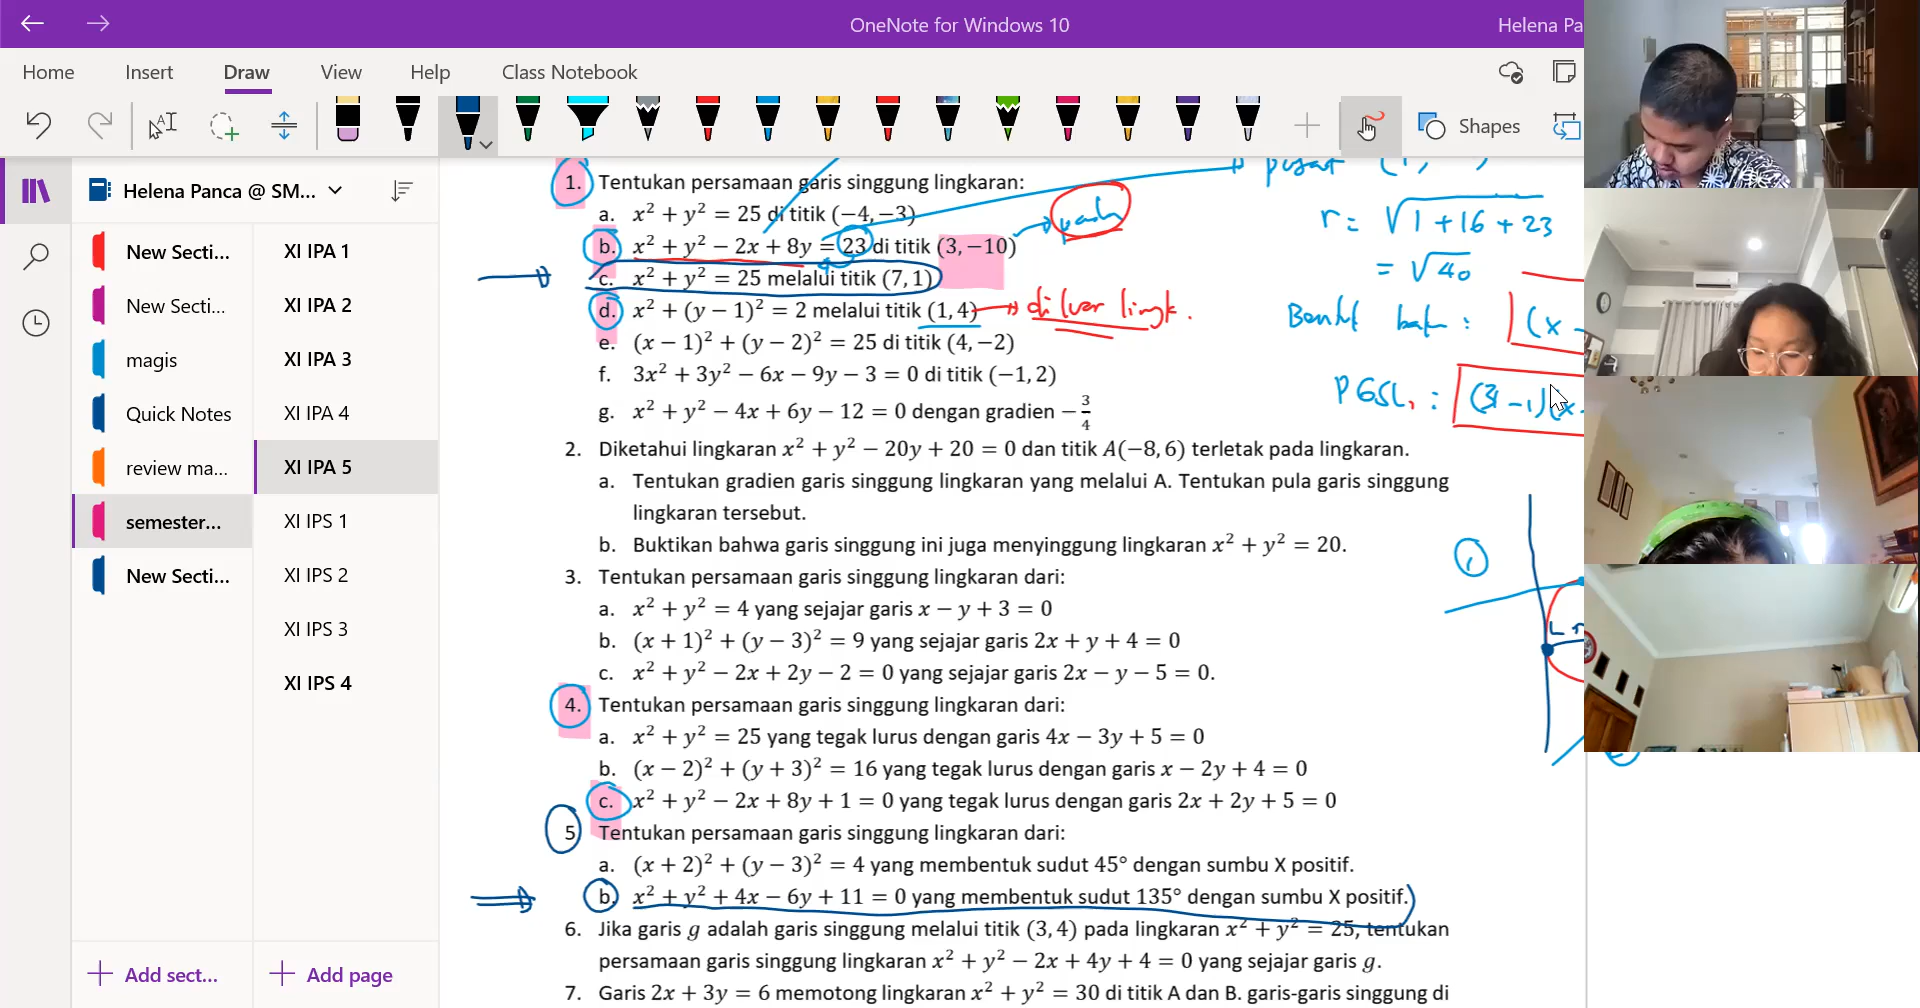 OneNote for Windows 10
Helena Pa
Home Insert Draw View Help Class Notebook
Shapes
Helena Panca @ SM...
New Secti...
New Secti...
magis
Quick Notes
review ma...
semester...
New Secti...
Add sect...
XI IPA 1
XI IPA 2
XI IPA 3
XI IPA 4
XI IPA 5
XI IPS 1
XI IPS 2
XI IPS 3
XI IPS 4
Add page
1. Tentukan persamaan garis singgung lingkaran:
a. x² + y² = 25 di titik (−4, −3)
b. x² + y² − 2x + 8y = 23 di titik (3, −10)
c. x² + y² = 25 melalui titik (7, 1)
d. x² + (y − 1)² = 2 melalui titik (1, 4) → di luar lingk.
e. (x − 1)² + (y − 2)² = 25 di titik (4, −2)
f. 3x² + 3y² − 6x − 9y − 3 = 0 di titik (−1, 2)
g. x² + y² − 4x + 6y − 12 = 0 dengan gradien −3/4
2. Diketahui lingkaran x² + y² − 20y + 20 = 0 dan titik A(−8, 6) terletak pada lingkaran.
a. Tentukan gradien garis singgung lingkaran yang melalui A. Tentukan pula garis singgung
lingkaran tersebut.
b. Buktikan bahwa garis singgung ini juga menyinggung lingkaran x² + y² = 20.
3. Tentukan persamaan garis singgung lingkaran dari:
a. x² + y² = 4 yang sejajar garis x − y + 3 = 0
b. (x + 1)² + (y − 3)² = 9 yang sejajar garis 2x + y + 4 = 0
c. x² + y² − 2x + 2y − 2 = 0 yang sejajar garis 2x − y − 5 = 0.
4. Tentukan persamaan garis singgung lingkaran dari:
a. x² + y² = 25 yang tegak lurus dengan garis 4x − 3y + 5 = 0
b. (x − 2)² + (y + 3)² = 16 yang tegak lurus dengan garis x − 2y + 4 = 0
c. x² + y² − 2x + 8y + 1 = 0 yang tegak lurus dengan garis 2x + 2y + 5 = 0
5 Tentukan persamaan garis singgung lingkaran dari:
a. (x + 2)² + (y − 3)² = 4 yang membentuk sudut 45° dengan sumbu X positif.
b. x² + y² + 4x − 6y + 11 = 0 yang membentuk sudut 135° dengan sumbu X positif.
6. Jika garis g adalah garis singgung melalui titik (3, 4) pada lingkaran x² + y² = 25, tentukan
persamaan garis singgung lingkaran x² + y² − 2x + 4y + 4 = 0 yang sejajar garis g.
7. Garis 2x + 3y = 6 memotong lingkaran x² + y² = 30 di titik A dan B. garis-garis singgung di
pusat (1,
r = √1 + 16 + 23
= √40
(x −
PGSL :
1